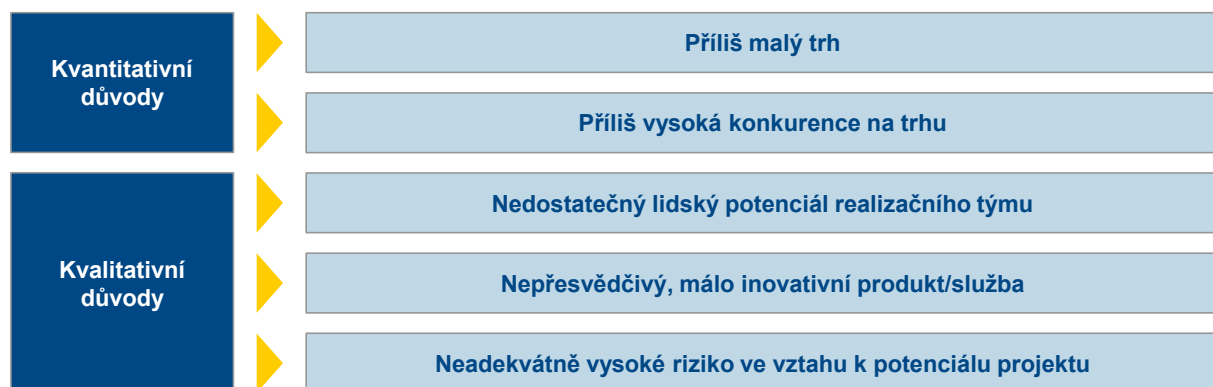 Kvantitativní
důvody
Příliš malý trh
Příliš vysoká konkurence na trhu
Kvalitativní
důvody
Nedostatečný lidský potenciál realizačního týmu
Nepřesvědčivý, málo inovativní produkt/služba
Neadekvátně vysoké riziko ve vztahu k potenciálu projektu